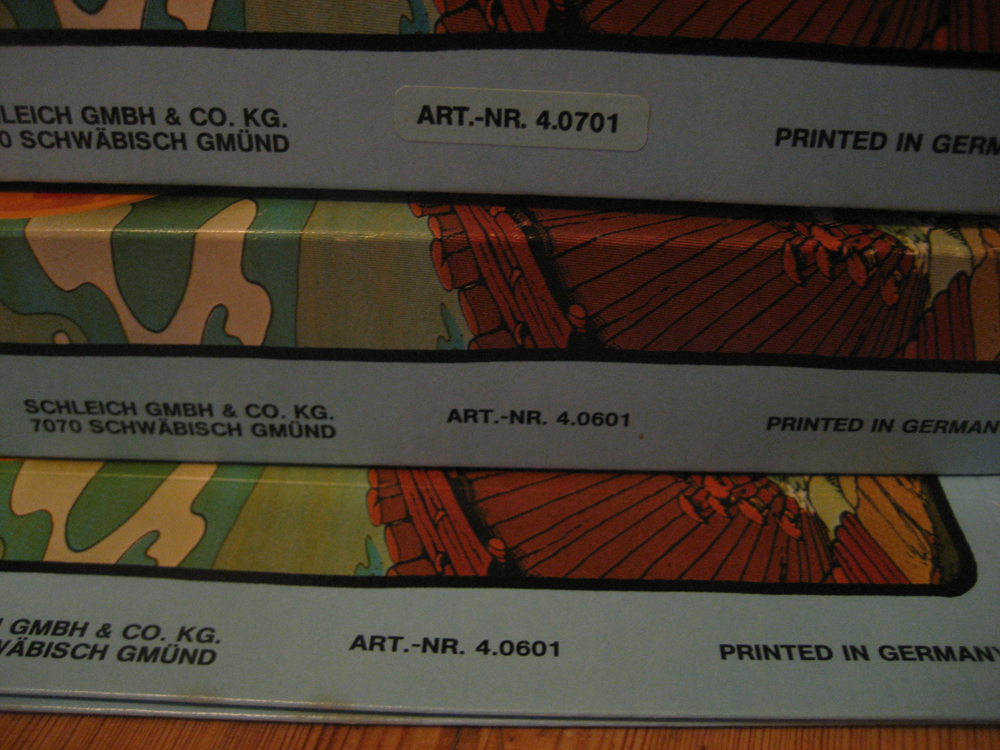 LEICH GMBH & CO. KG.
0 SCHWÄBISCH GMÜND
ART.-NR. 4.0701
PRINTED IN GERM
SCHLEICH GMBH & CO. KG.
7070 SCHWÄBISCH GMÜND
ART.-NR. 4.0601
PRINTED IN GERMAN
GMBH & CO. KG.
WÄBISCH GMÜND
ART.-NR. 4.0601
PRINTED IN GERMANY